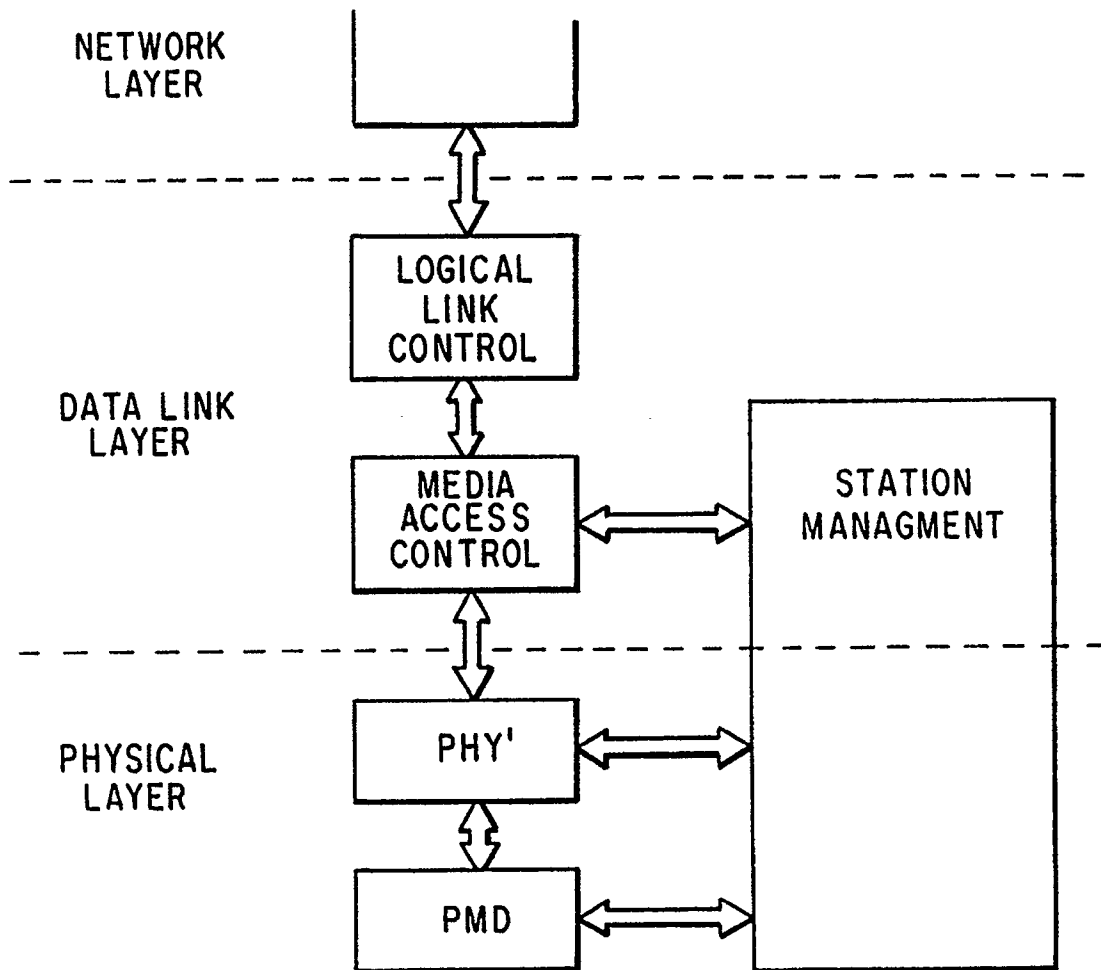 NETWORK
LAYER
LOGICAL
LINK
CONTROL
DATA LINK
LAYER
MEDIA
ACCESS
CONTROL
STATION
MANAGMENT
PHYSICAL
LAYER
PHY'
PMD